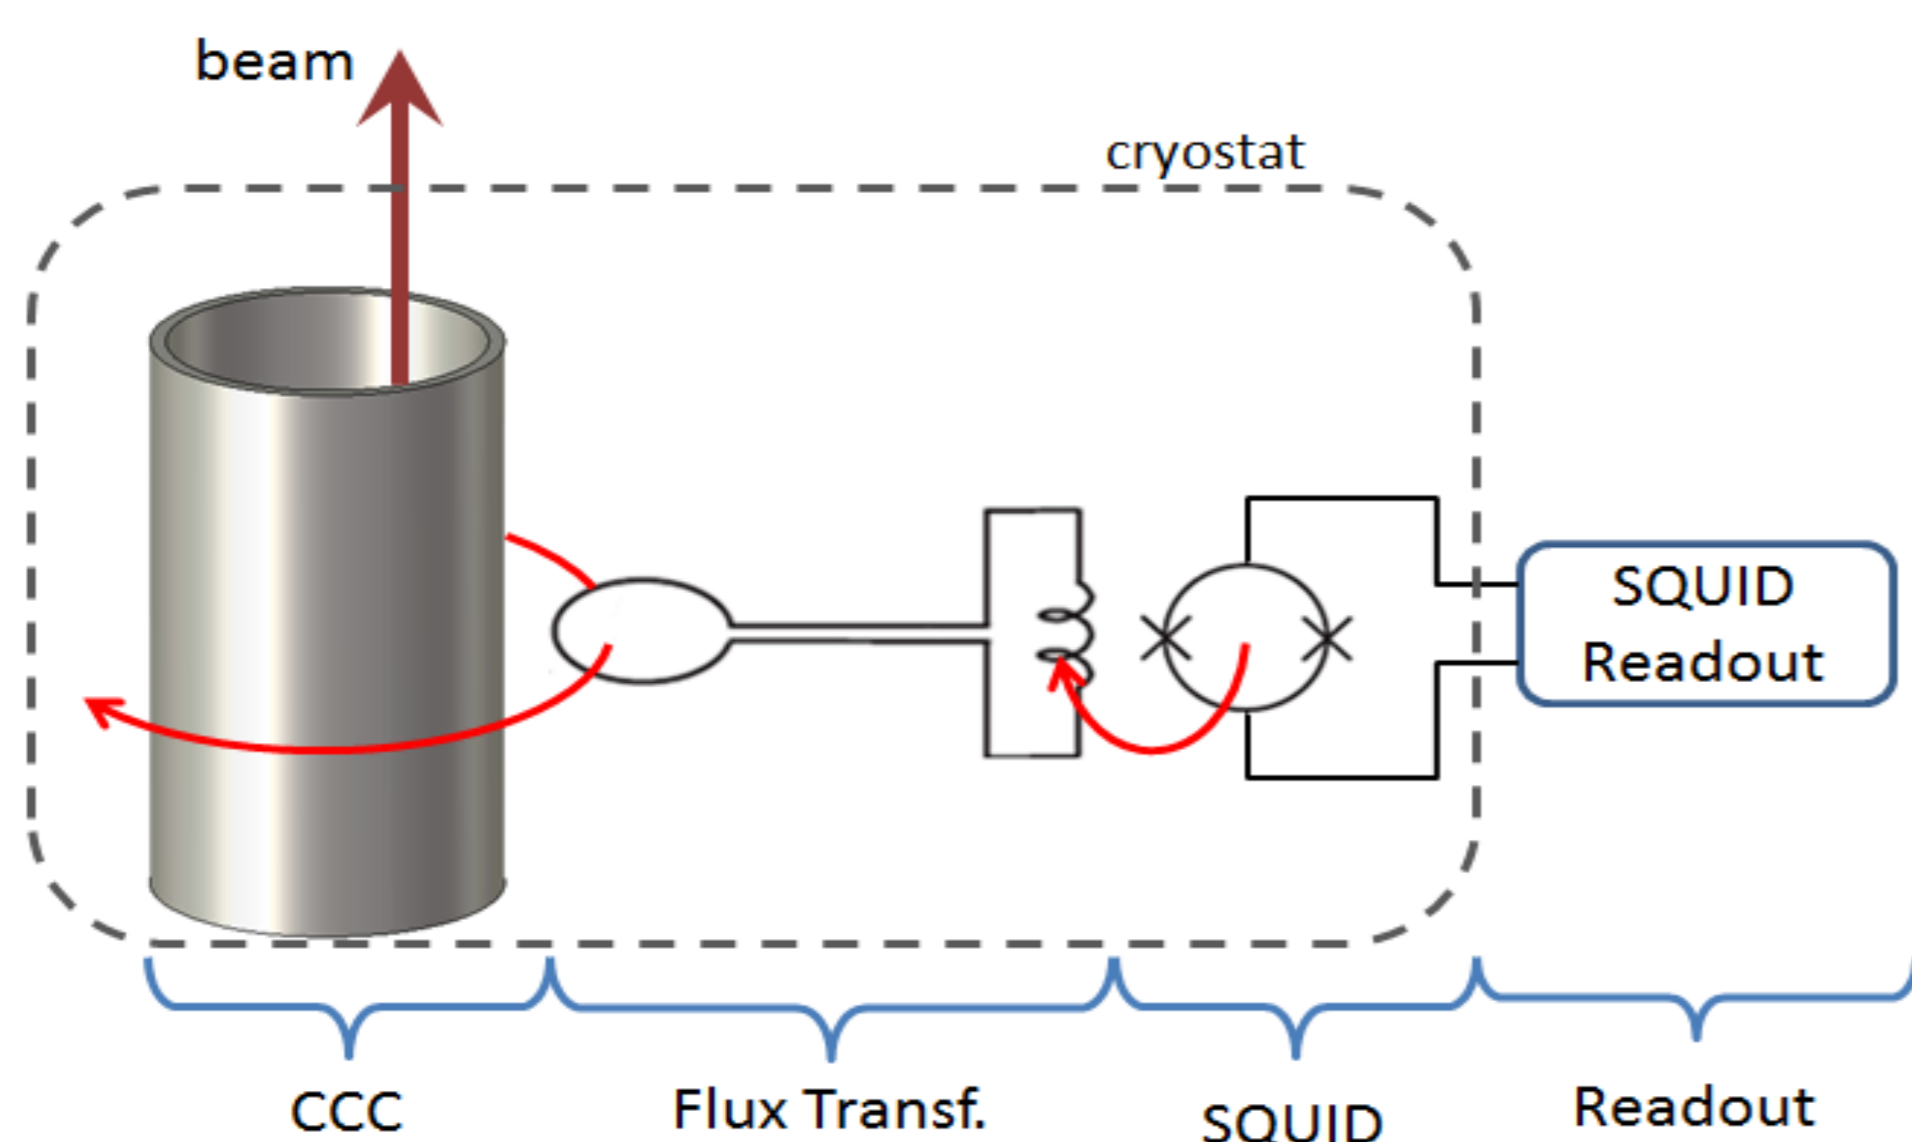 beam
cryostat
SQUID
Readout
CCC
Flux Transf.
SQUID
Readout